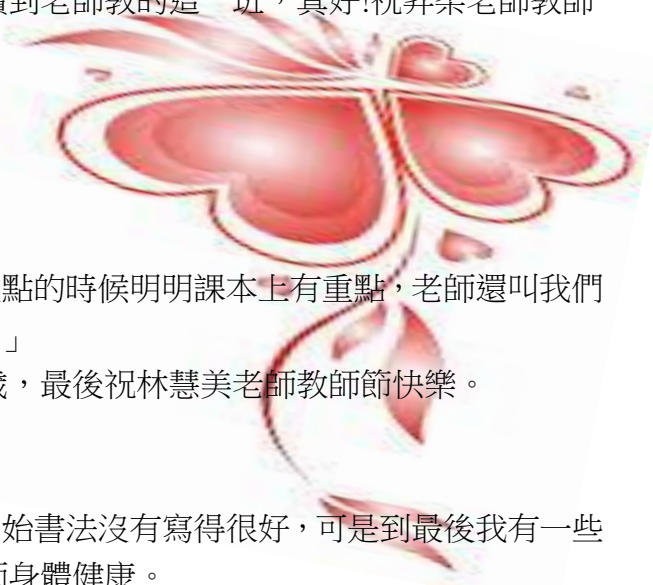 到老師教的這一班，真好!祝昇榮老師教師
點的時候明明課本上有重點，老師還叫我們
」
，最後祝林慧美老師教師節快樂。
始書法沒有寫得很好，可是到最後我有一些
身體健康。